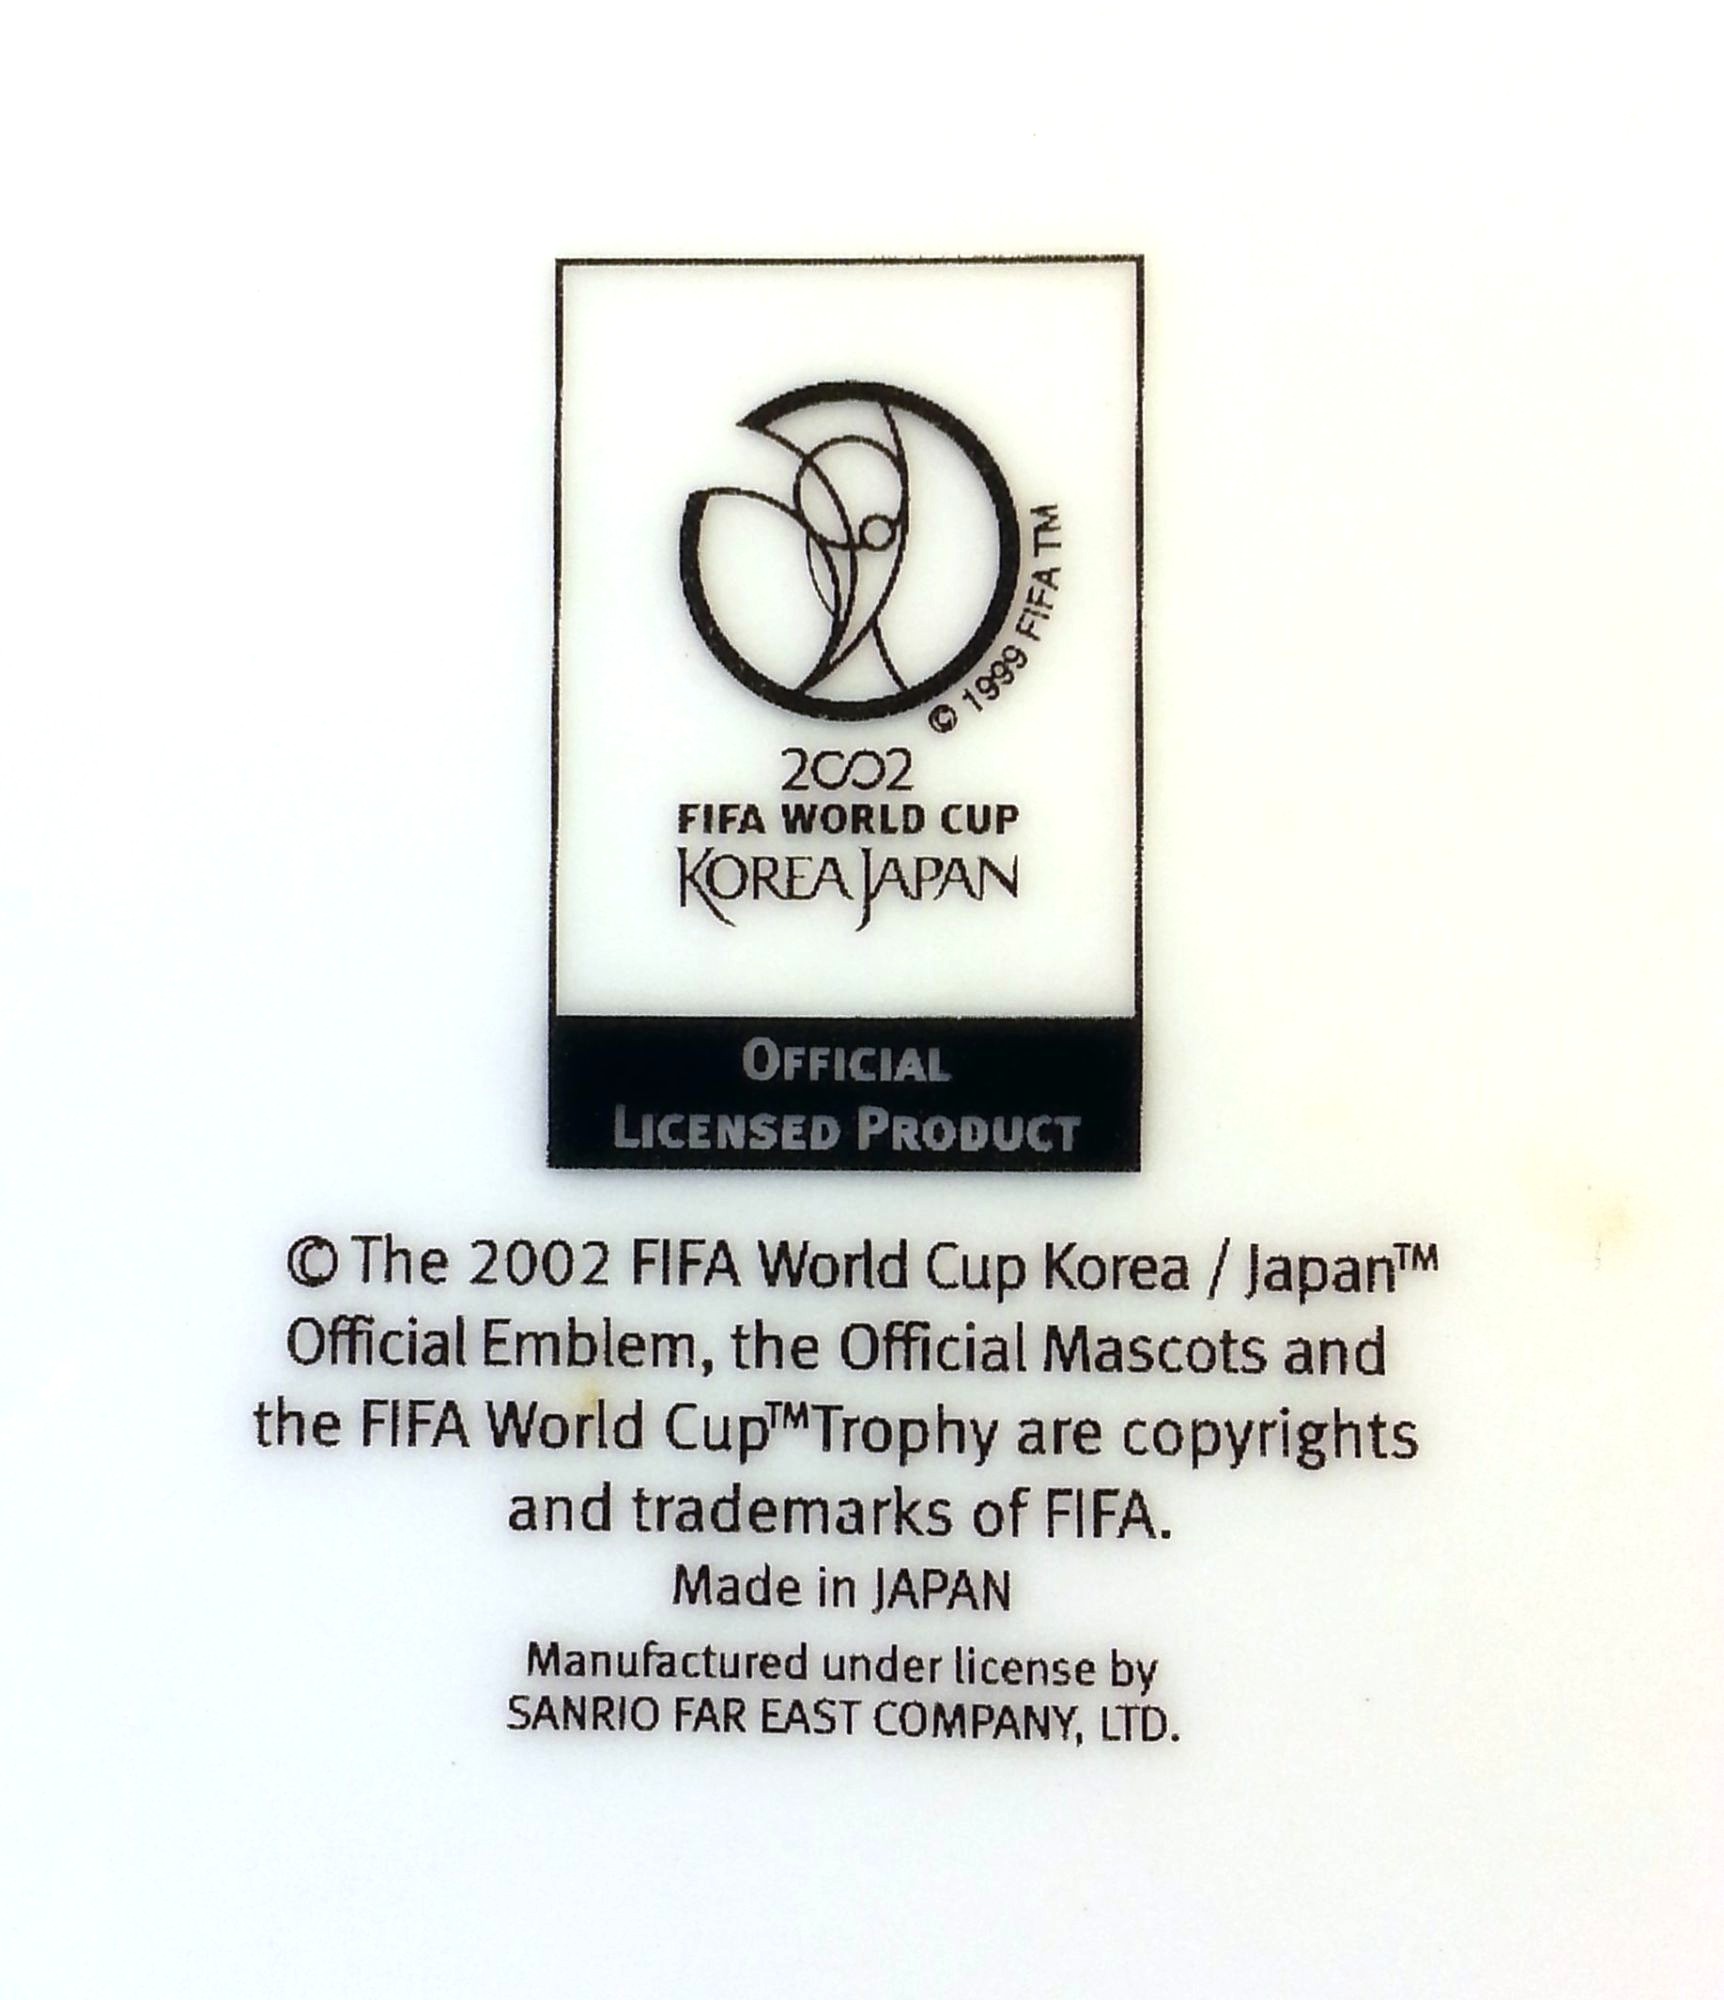 © 1999 FIFA TM
2002
FIFA WORLD CUP
KOREA JAPAN
OFFICIAL
LICENSED PRODUCT
© The 2002 FIFA World Cup Korea / Japan™
Official Emblem, the Official Mascots and
the FIFA World Cup™Trophy are copyrights
and trademarks of FIFA.
Made in JAPAN
Manufactured under license by
SANRIO FAR EAST COMPANY, LTD.